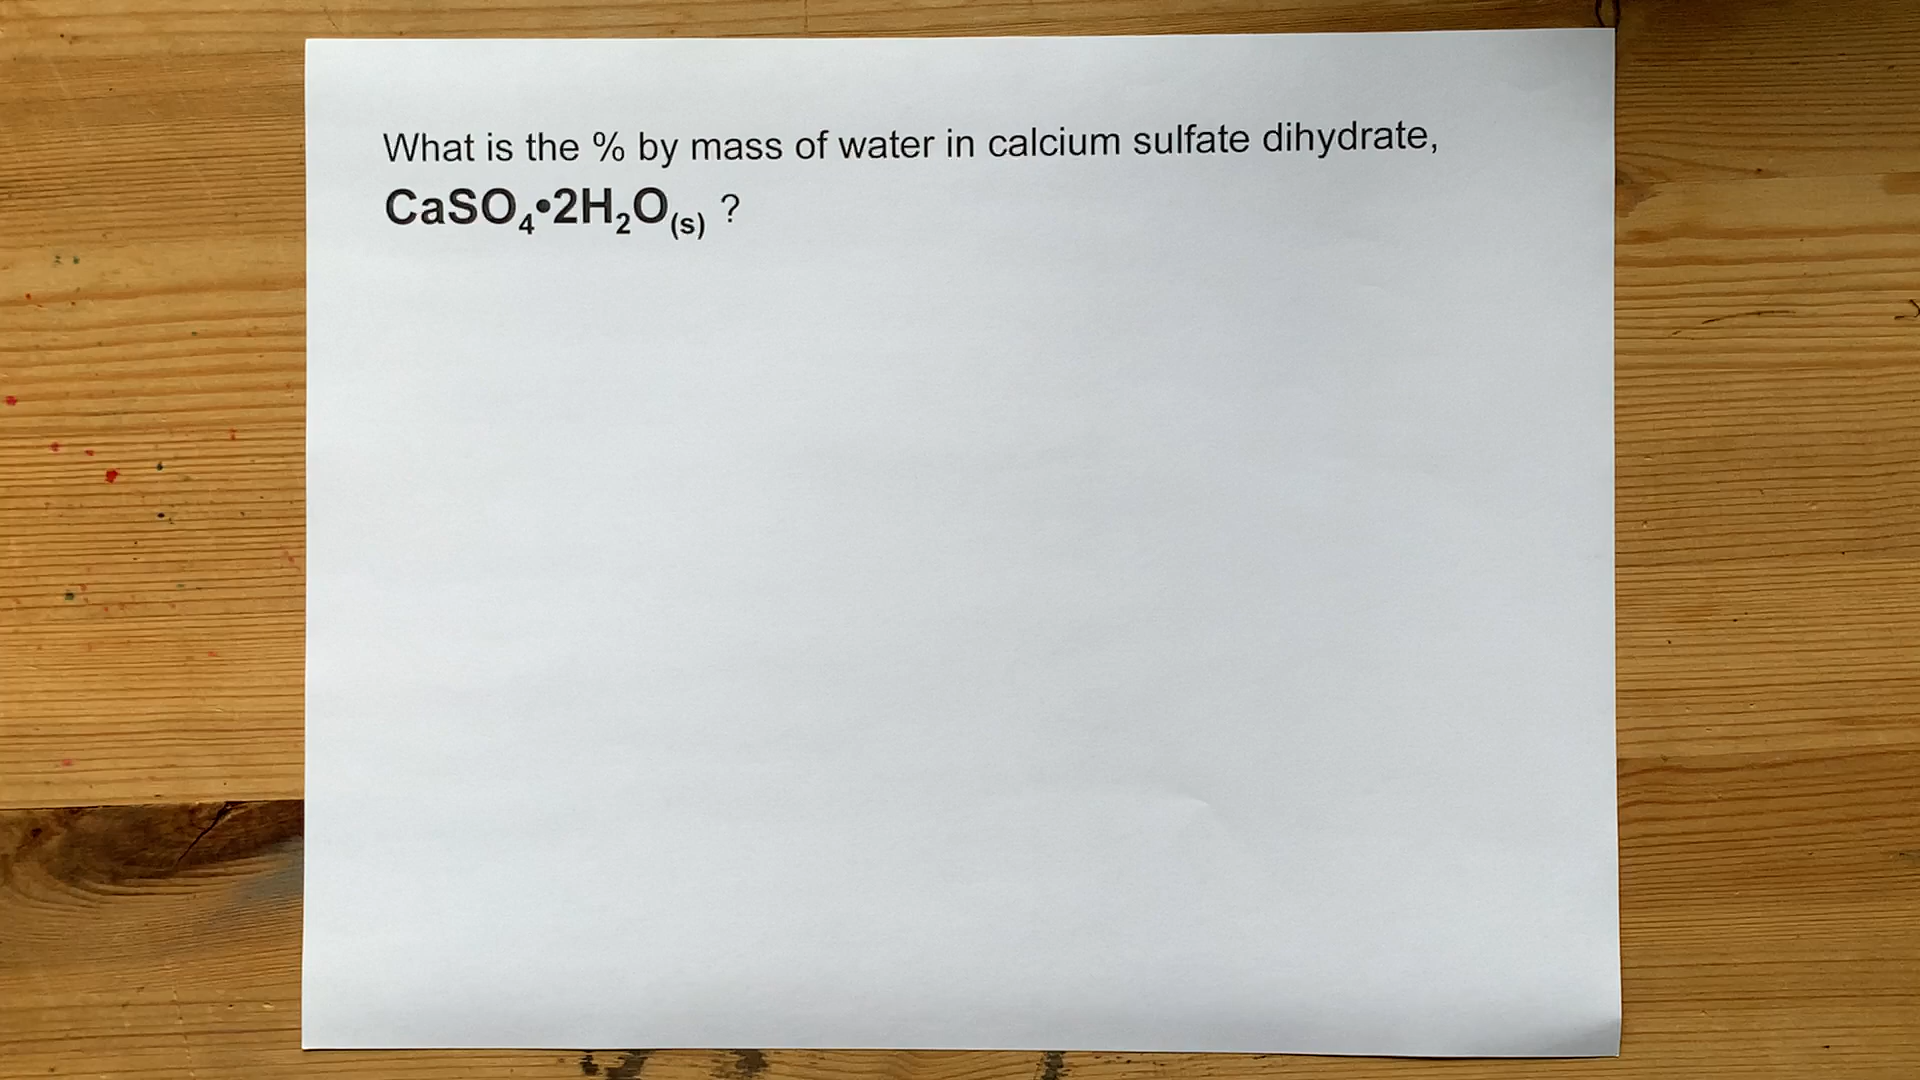 What is the % by mass of water in calcium sulfate dihydrate,
CaSO₄•2H₂O₍s₎ ?